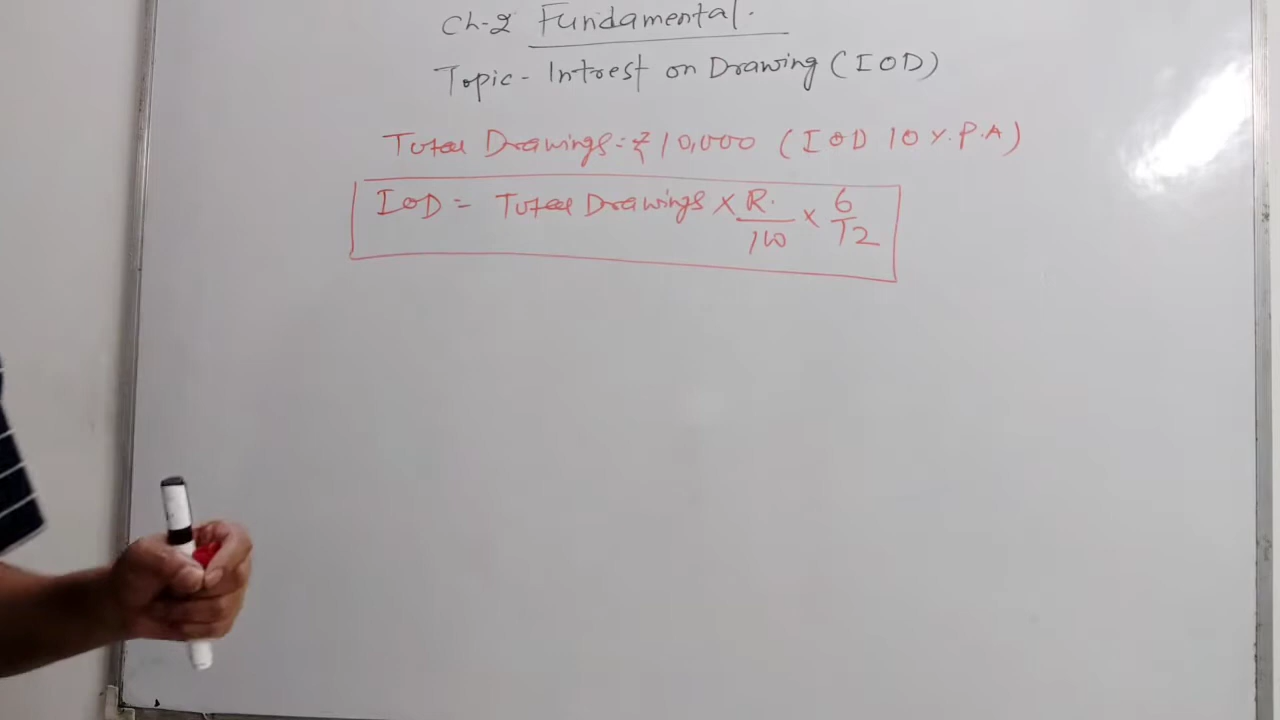 Ch-2 Fundamental.
Topic - Intrest on Drawing (IOD)
Total Drawings:- ₹10,000 (IOD 10 %.P.A)
IOD = Total Drawings × R./100 × 6/12